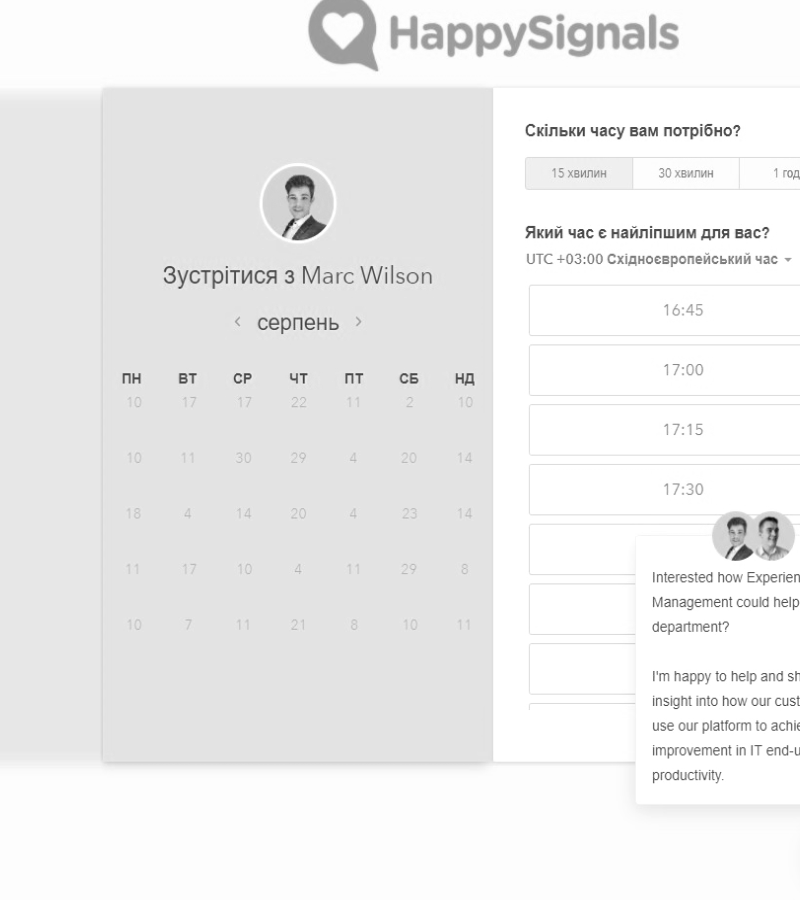 HappySignals
Зустрітися з Marc Wilson
серпень
ПН ВТ СР ЧТ ПТ СБ НД
10 17 17 22 11 2 10
10 11 30 29 4 20 14
18 4 14 20 4 23 14
11 17 10 4 11 29 8
10 7 11 21 8 10 11
Скільки часу вам потрібно?
15 хвилин 30 хвилин 1 год
Який час є найліпшим для вас?
UTC +03:00 Східноєвропейський час
16:45
17:00
17:15
17:30
Interested how Experien
Management could help
department?
I'm happy to help and sh
insight into how our cust
use our platform to achie
improvement in IT end-u
productivity.